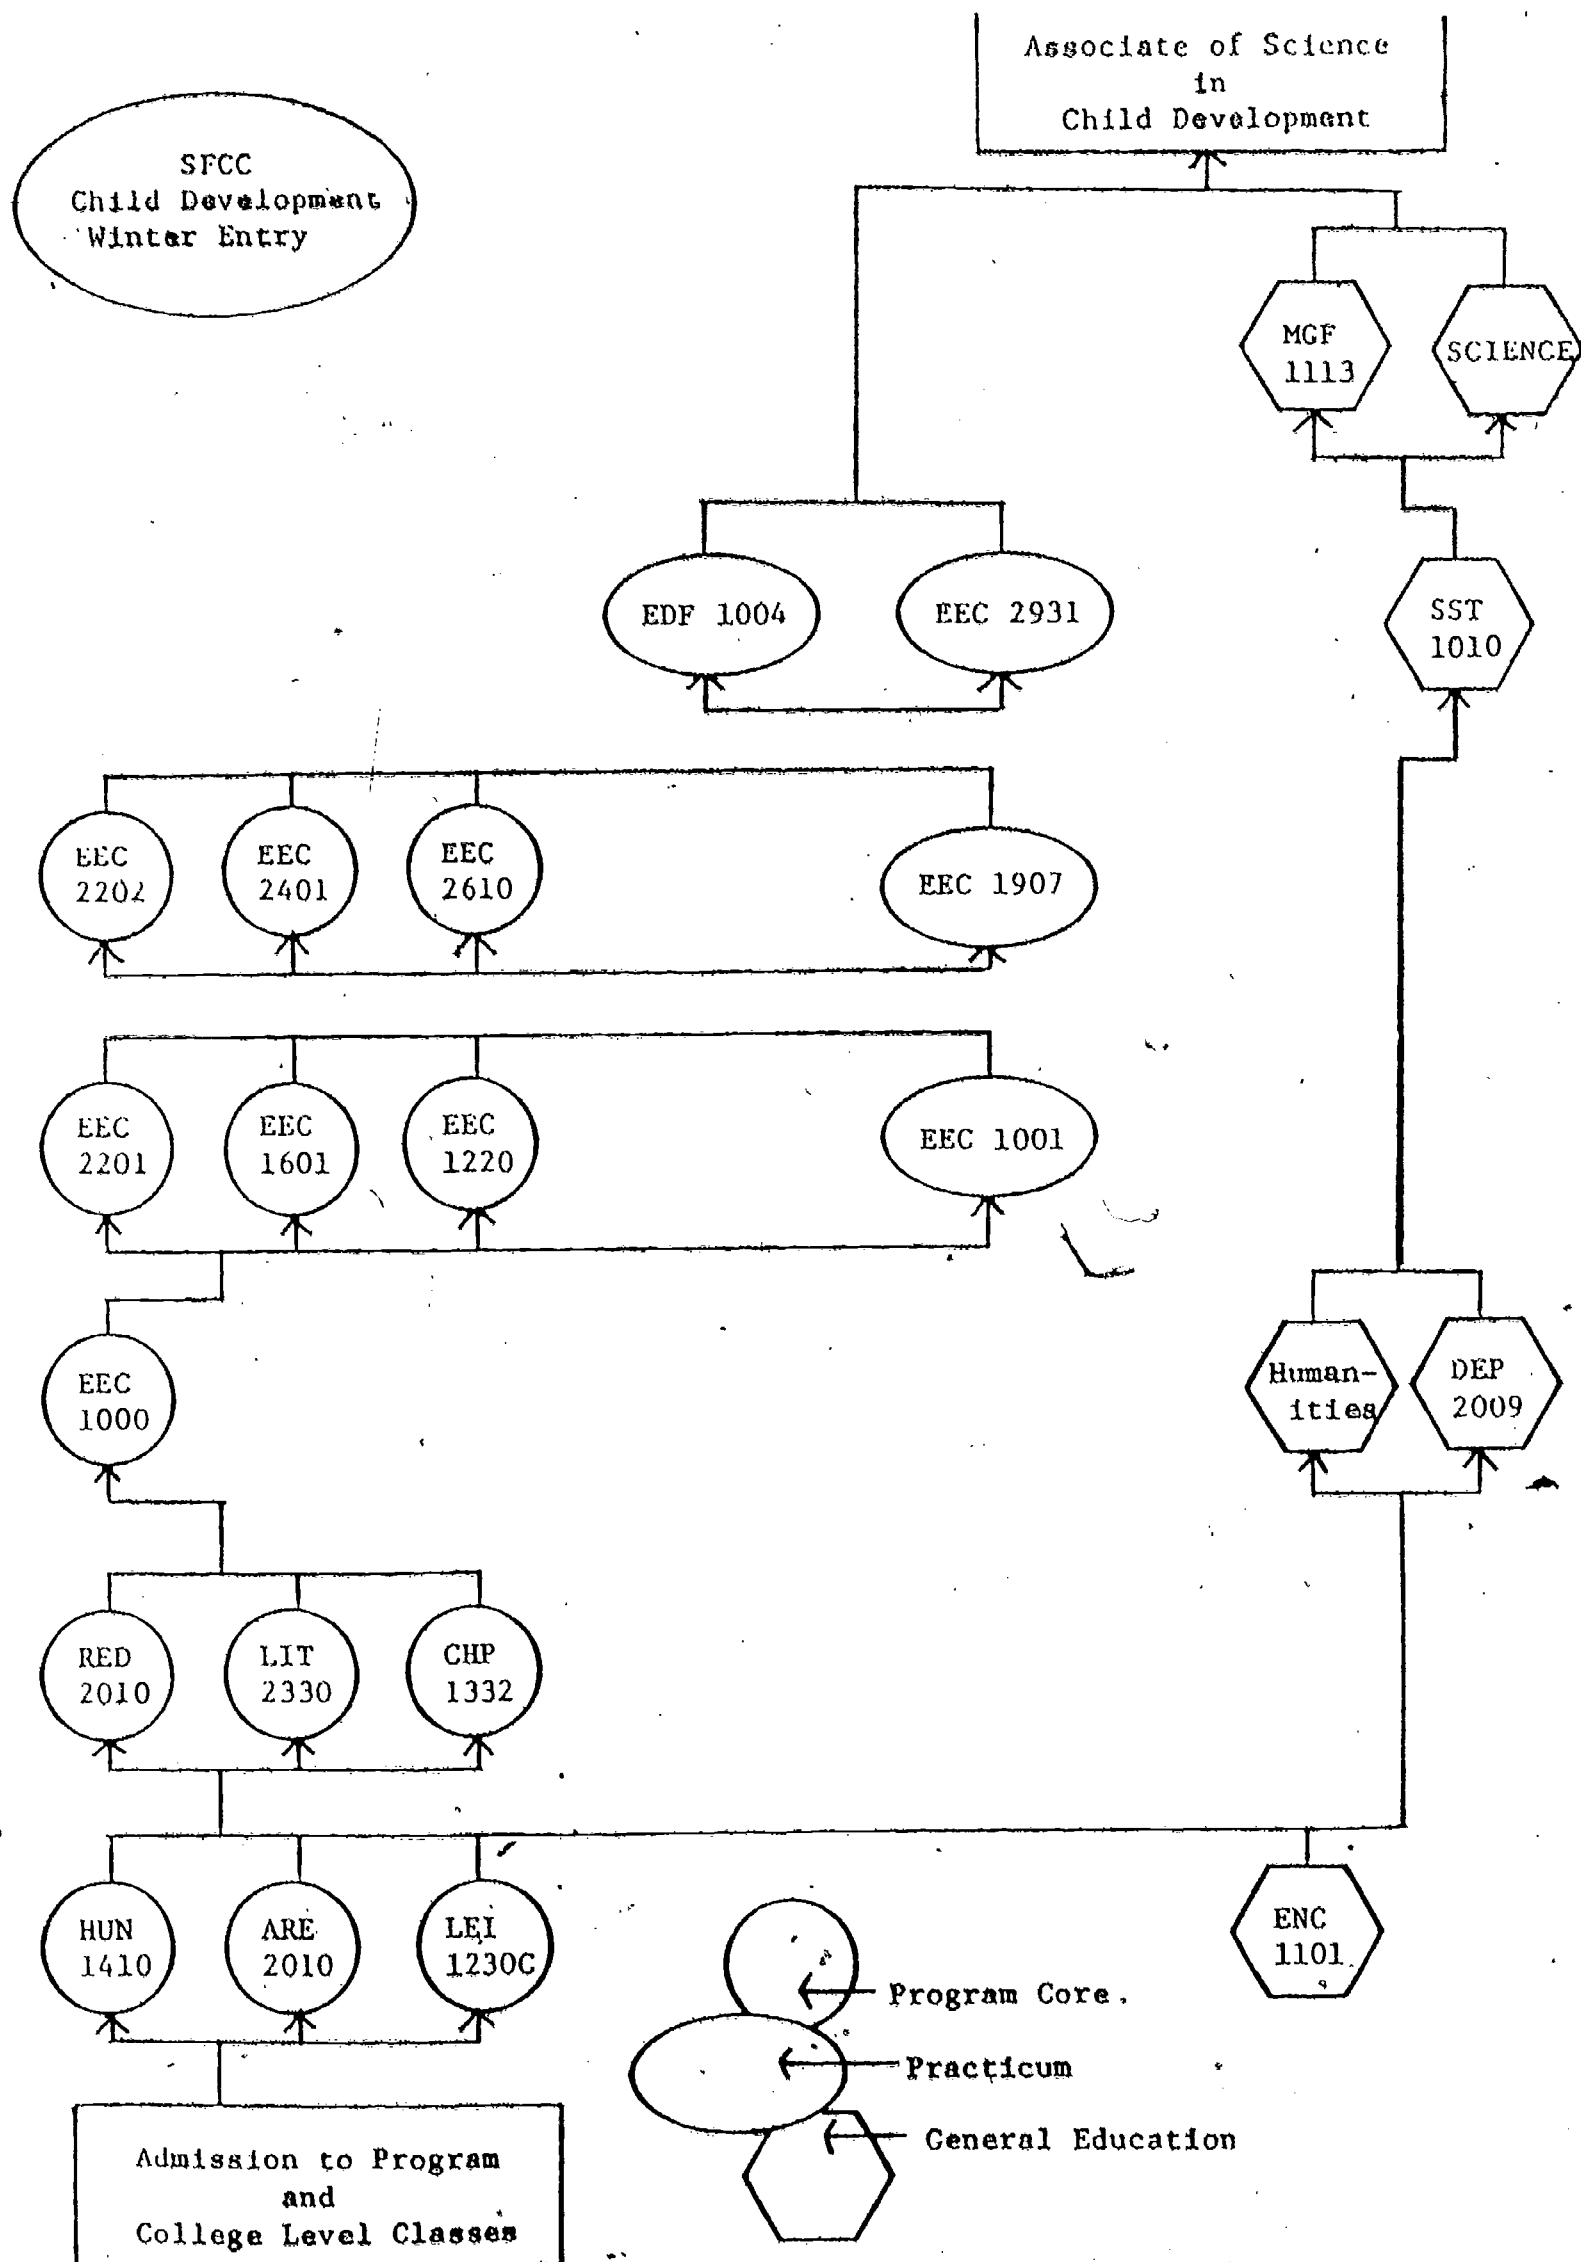 Associate of Science
in
Child Development
SFCC
Child Development
Winter Entry
MGF
1113
SCIENCE
EDF 1004
EEC 2931
SST
1010
EEC
2202
EEC
2401
EEC
2610
EEC 1907
EEC
2201
EEC
1601
EEC
1220
EEC 1001
EEC
1000
Human-
ities
DEP
2009
RED
2010
LIT
2330
CHP
1332
HUN
1410
ARE
2010
LEI
1230C
ENC
1101
Program Core
Practicum
General Education
Admission to Program
and
College Level Classes